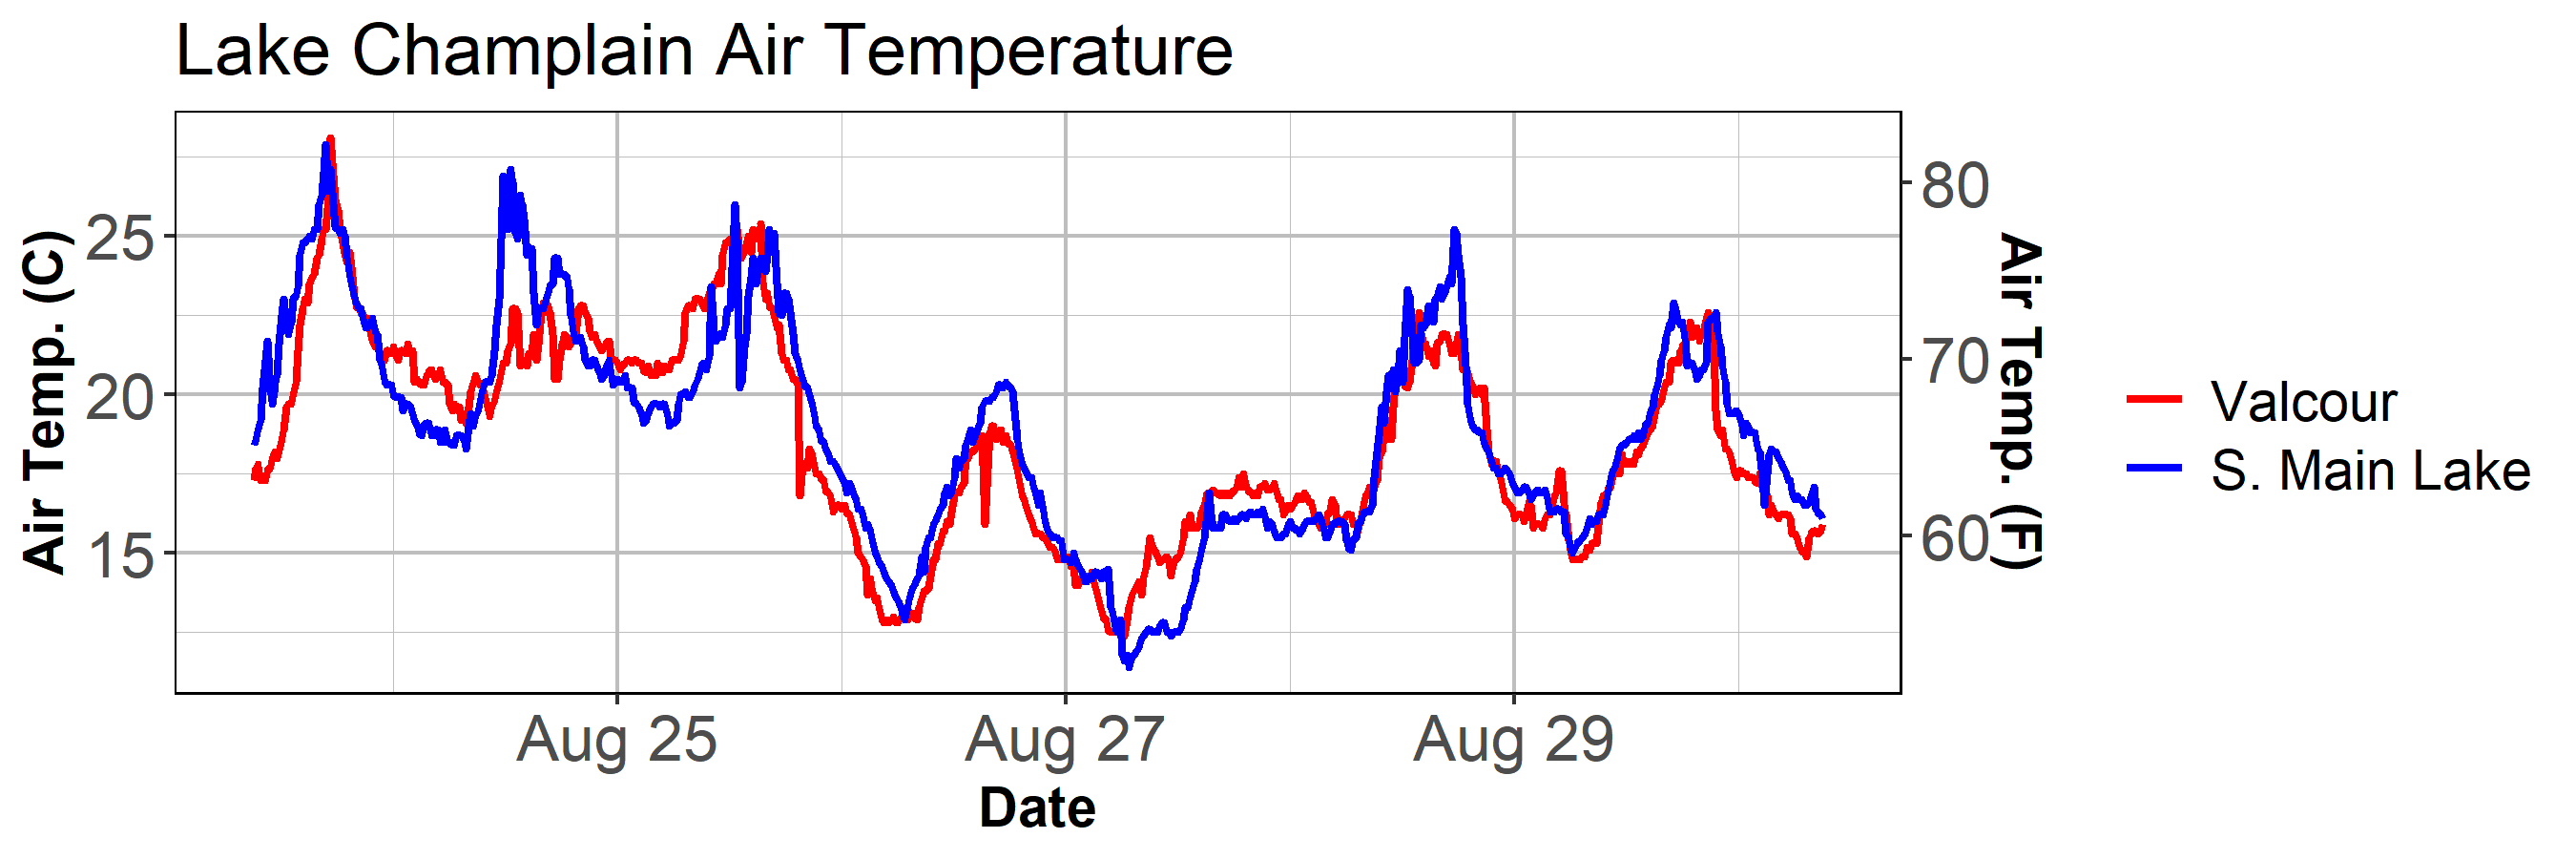 Lake Champlain Air Temperature
Air Temp. (C)
25
20
15
80
70
60
Air Temp. (F)
Aug 25
Aug 27
Aug 29
Date
Valcour
S. Main Lake